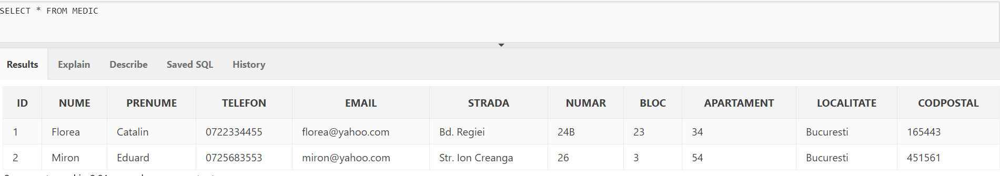 SELECT * FROM MEDIC
Results Explain Describe Saved SQL History
ID NUME PRENUME TELEFON EMAIL STRADA NUMAR BLOC APARTAMENT LOCALITATE CODPOSTAL
1 Florea Catalin 0722334455 florea@yahoo.com Bd. Regiei 24B 23 34 Bucuresti 165443
2 Miron Eduard 0725683553 miron@yahoo.com Str. Ion Creanga 26 3 54 Bucuresti 451561